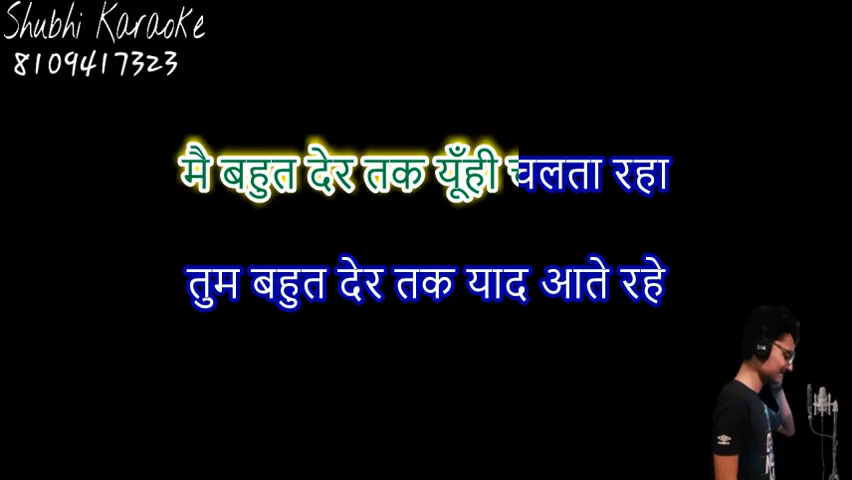 Shubhi Karaoke
8109417323
मै बहुत देर तक यूँही चलता रहा
तुम बहुत देर तक याद आते रहे